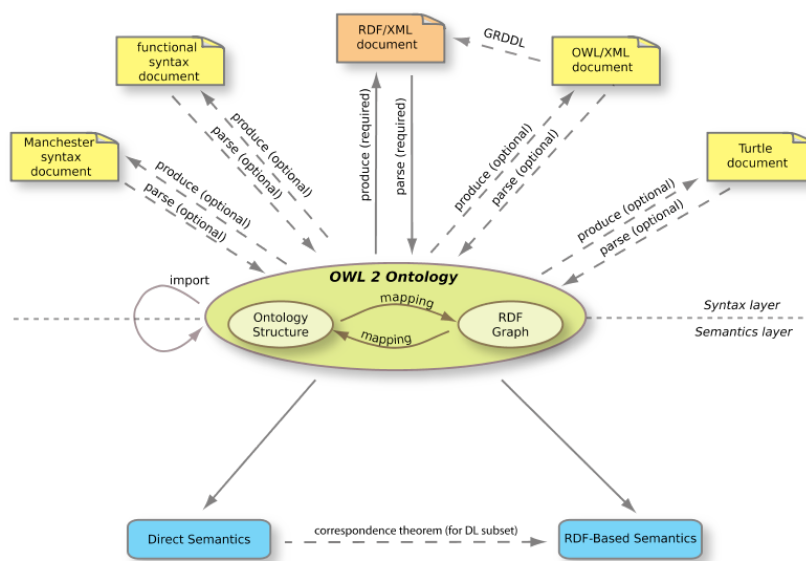 RDF/XML
document
GRDDL
functional
syntax
document
OWL/XML
document
Manchester
syntax
document
Turtle
document
produce (optional)
parse (optional)
produce (optional)
parse (optional)
produce (required)
parse (required)
produce (optional)
parse (optional)
produce (optional)
parse (optional)
import
OWL 2 Ontology
Ontology
Structure
mapping
mapping
RDF
Graph
Syntax layer
Semantics layer
Direct Semantics
correspondence theorem (for DL subset)
RDF-Based Semantics